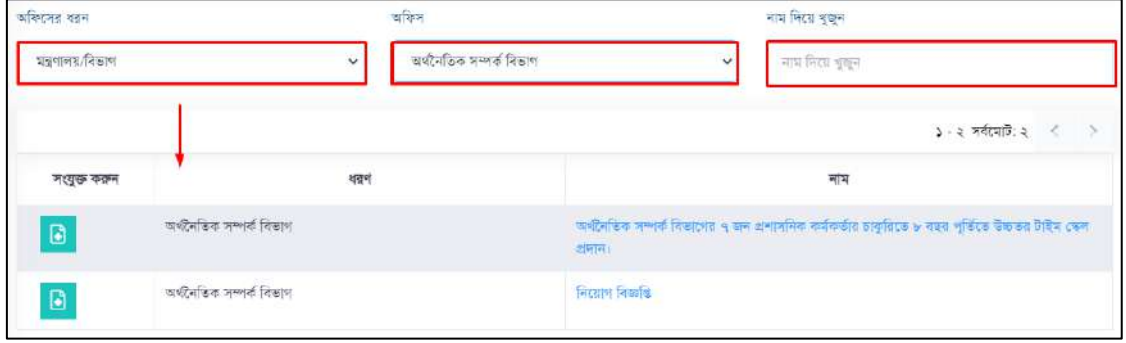 অফিসের ধরন অফিস নাম দিয়ে খুজুন
মন্ত্রণালয়/বিভাগ অর্থনৈতিক সম্পর্ক বিভাগ নাম দিয়ে খুজুন
১ - ২ সর্বমোট: ২
সংযুক্ত করুন ধরণ নাম
অর্থনৈতিক সম্পর্ক বিভাগ অর্থনৈতিক সম্পর্ক বিভাগের ৭ জন প্রশাসনিক কর্মকর্তার চাকুরিতে ৮ বছর পূর্তিতে উচ্চতর টাইম স্কেল
প্রদান।
অর্থনৈতিক সম্পর্ক বিভাগ নিয়োগ বিজ্ঞপ্তি